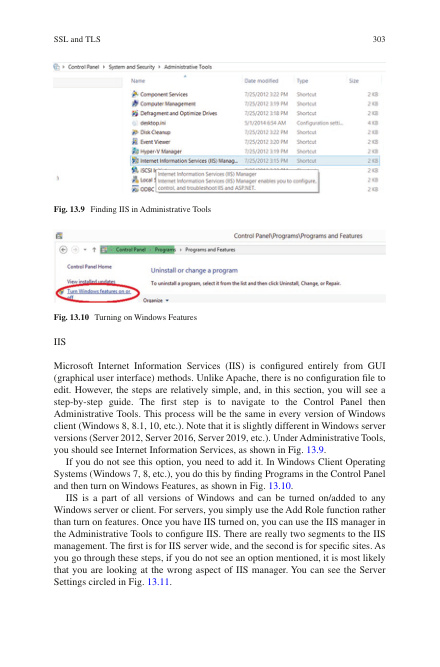 SSL and TLS 303
Control Panel › System and Security › Administrative Tools
Name Date modified Type Size
Component Services 7/25/2012 3:22 PM Shortcut 2 KB
Computer Management 7/25/2012 3:19 PM Shortcut 2 KB
Defragment and Optimize Drives 7/25/2012 3:18 PM Shortcut 2 KB
desktop.ini 5/1/2014 6:54 AM Configuration setti... 4 KB
Disk Cleanup 7/25/2012 3:22 PM Shortcut 2 KB
Event Viewer 7/25/2012 3:20 PM Shortcut 2 KB
Hyper-V Manager 7/25/2012 3:19 PM Shortcut 2 KB
Internet Information Services (IIS) Manag... 7/25/2012 3:15 PM Shortcut 2 KB
iSCSI Internet Information Services (IIS) Manager 2 KB
Local S Internet Information Services (IIS) Manager enables you to configure, 2 KB
ODBC control, and troubleshoot IIS and ASP.NET. 2 KB
Fig. 13.9 Finding IIS in Administrative Tools
Control Panel\Programs\Programs and Features
Control Panel › Programs › Programs and Features
Control Panel Home
Uninstall or change a program
View installed updates
To uninstall a program, select it from the list and then click Uninstall, Change, or Repair.
Turn Windows features on or
off
Organize
Fig. 13.10 Turning on Windows Features
IIS
Microsoft Internet Information Services (IIS) is configured entirely from GUI
(graphical user interface) methods. Unlike Apache, there is no configuration file to
edit. However, the steps are relatively simple, and, in this section, you will see a
step-by-step guide. The first step is to navigate to the Control Panel then
Administrative Tools. This process will be the same in every version of Windows
client (Windows 8, 8.1, 10, etc.). Note that it is slightly different in Windows server
versions (Server 2012, Server 2016, Server 2019, etc.). Under Administrative Tools,
you should see Internet Information Services, as shown in Fig. 13.9.
If you do not see this option, you need to add it. In Windows Client Operating
Systems (Windows 7, 8, etc.), you do this by finding Programs in the Control Panel
and then turn on Windows Features, as shown in Fig. 13.10.
IIS is a part of all versions of Windows and can be turned on/added to any
Windows server or client. For servers, you simply use the Add Role function rather
than turn on features. Once you have IIS turned on, you can use the IIS manager in
the Administrative Tools to configure IIS. There are really two segments to the IIS
management. The first is for IIS server wide, and the second is for specific sites. As
you go through these steps, if you do not see an option mentioned, it is most likely
that you are looking at the wrong aspect of IIS manager. You can see the Server
Settings circled in Fig. 13.11.